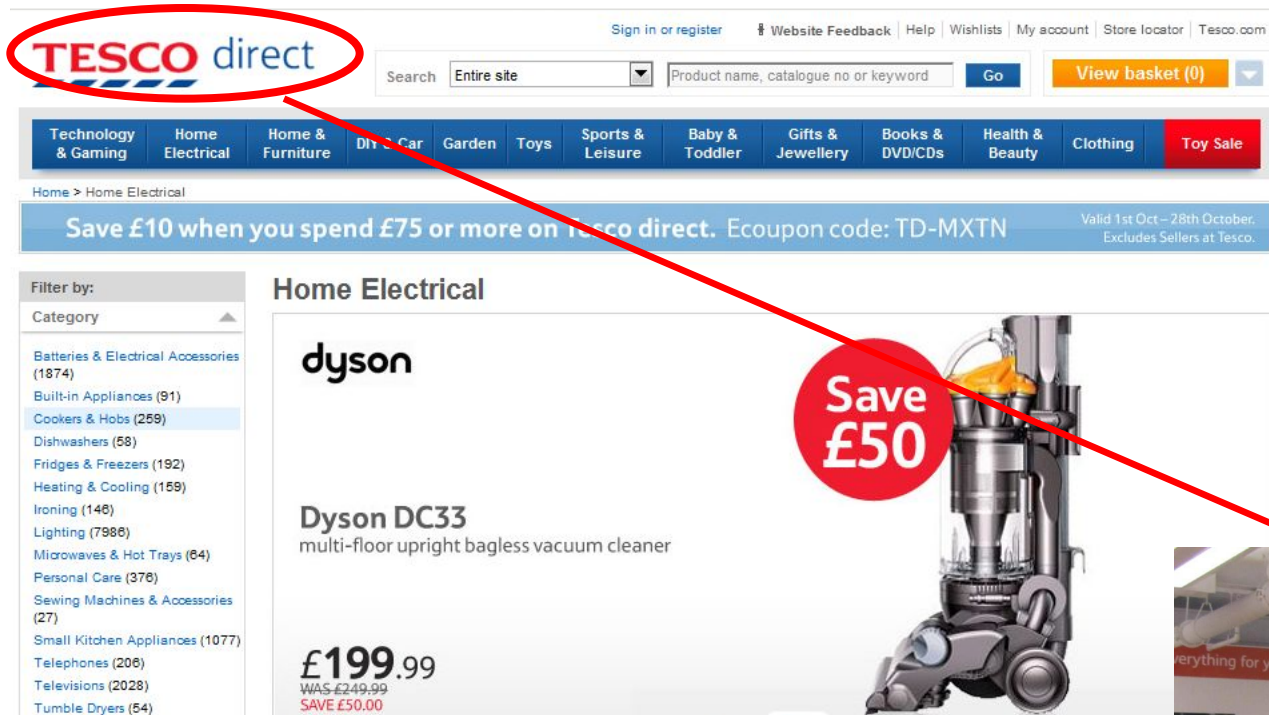 TESCO direct
Sign in or register Website Feedback Help Wishlists My account Store locator Tesco.com
Search Entire site Product name, catalogue no or keyword Go View basket (0)
Technology & Gaming
Home Electrical
Home & Furniture
DIY & Car
Garden
Toys
Sports & Leisure
Baby & Toddler
Gifts & Jewellery
Books & DVD/CDs
Health & Beauty
Clothing
Toy Sale
Home > Home Electrical
Save £10 when you spend £75 or more on Tesco direct. Ecoupon code: TD-MXTN
Valid 1st Oct – 28th October.
Excludes Sellers at Tesco.
Filter by:
Category
Batteries & Electrical Accessories
(1874)
Built-in Appliances (91)
Cookers & Hobs (259)
Dishwashers (58)
Fridges & Freezers (192)
Heating & Cooling (159)
Ironing (146)
Lighting (7986)
Microwaves & Hot Trays (64)
Personal Care (376)
Sewing Machines & Accessories
(27)
Small Kitchen Appliances (1077)
Telephones (206)
Televisions (2028)
Tumble Dryers (54)
Home Electrical
dyson
Save
£50
Dyson DC33
multi-floor upright bagless vacuum cleaner
£199.99
WAS £249.99
SAVE £50.00
verything for y